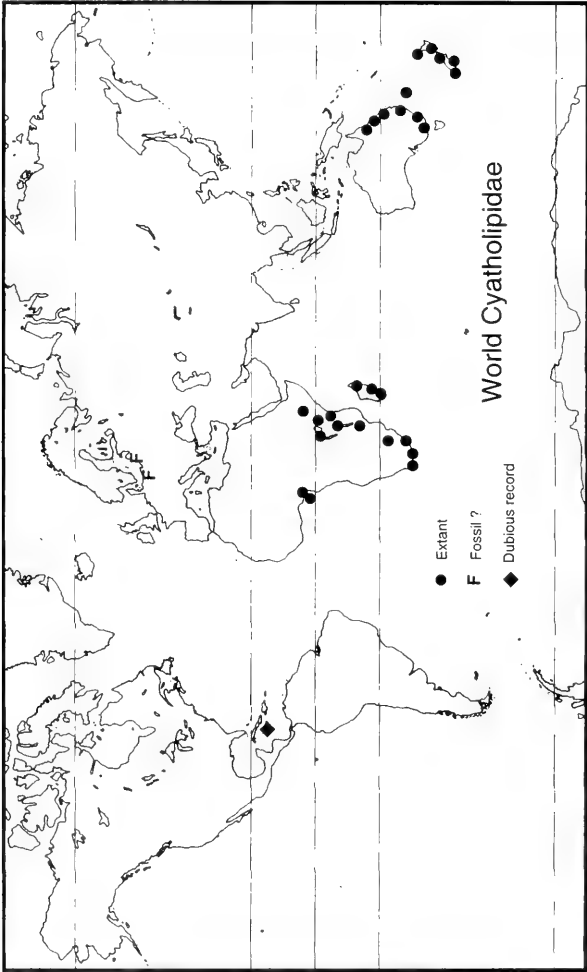 World Cyatholipidae
Extant
F Fossil ?
Dubious record
F
F